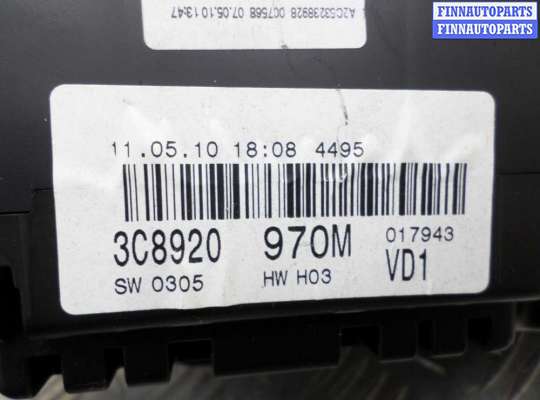 FINNAUTOPARTS
FINNAUTOPARTS
A2C53238928 007568 07.05.10 13:47
11.05.10 18:08 4495
3C8920 970M 017943
SW 0305 HW H03 VD1